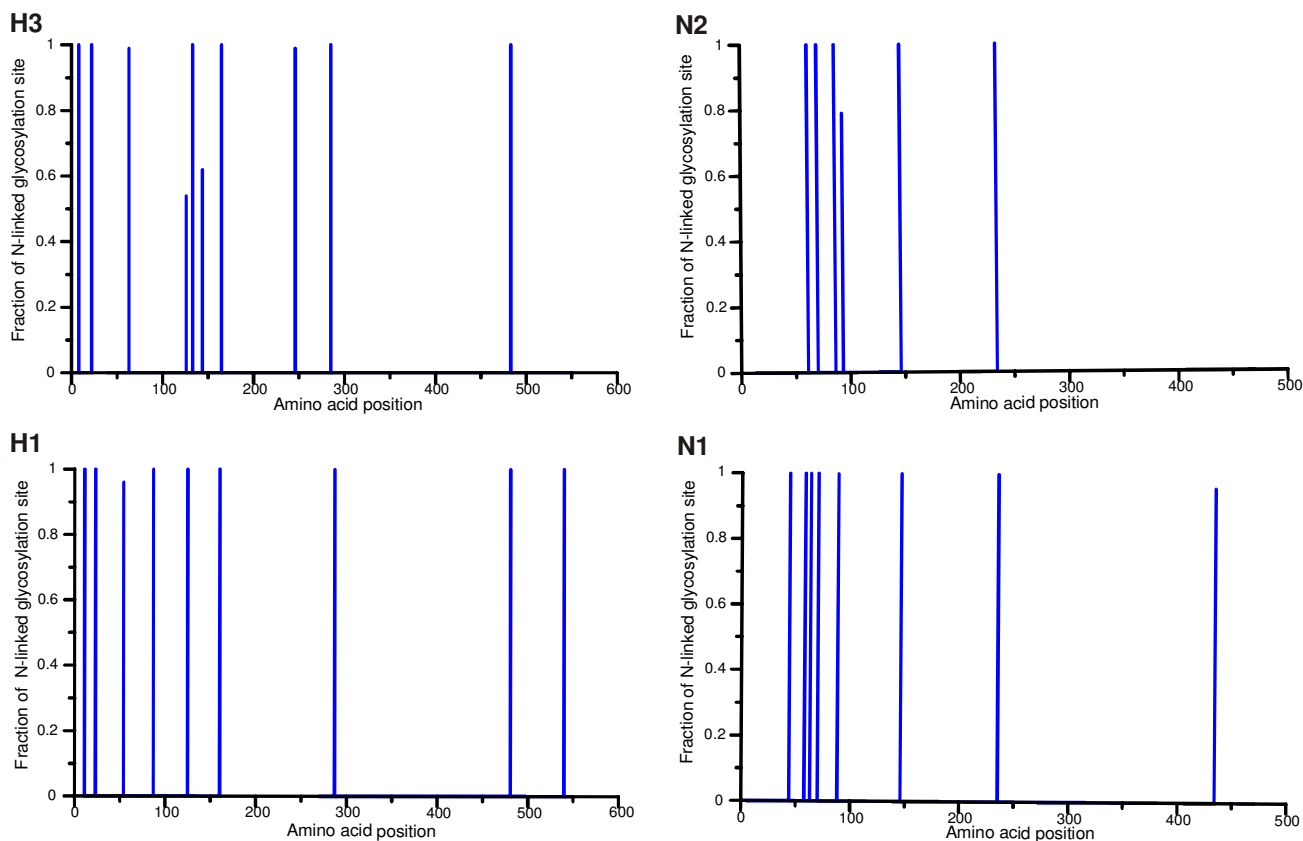 H3
Fraction of N-linked glycosylation site
1
0.8
0.6
0.4
0.2
0
0 100 200 300 400 500 600
Amino acid position
N2
Fraction of N-linked glycosylation site
1
0.8
0.6
0.4
0.2
0
0 100 200 300 400 500
Amino acid position
H1
Fraction of N-linked glycosylation site
1
0.8
0.6
0.4
0.2
0
0 100 200 300 400 500 600
Amino acid position
N1
Fraction of N-linked glycosylation site
1
0.8
0.6
0.4
0.2
0
0 100 200 300 400 500
Amino acid position